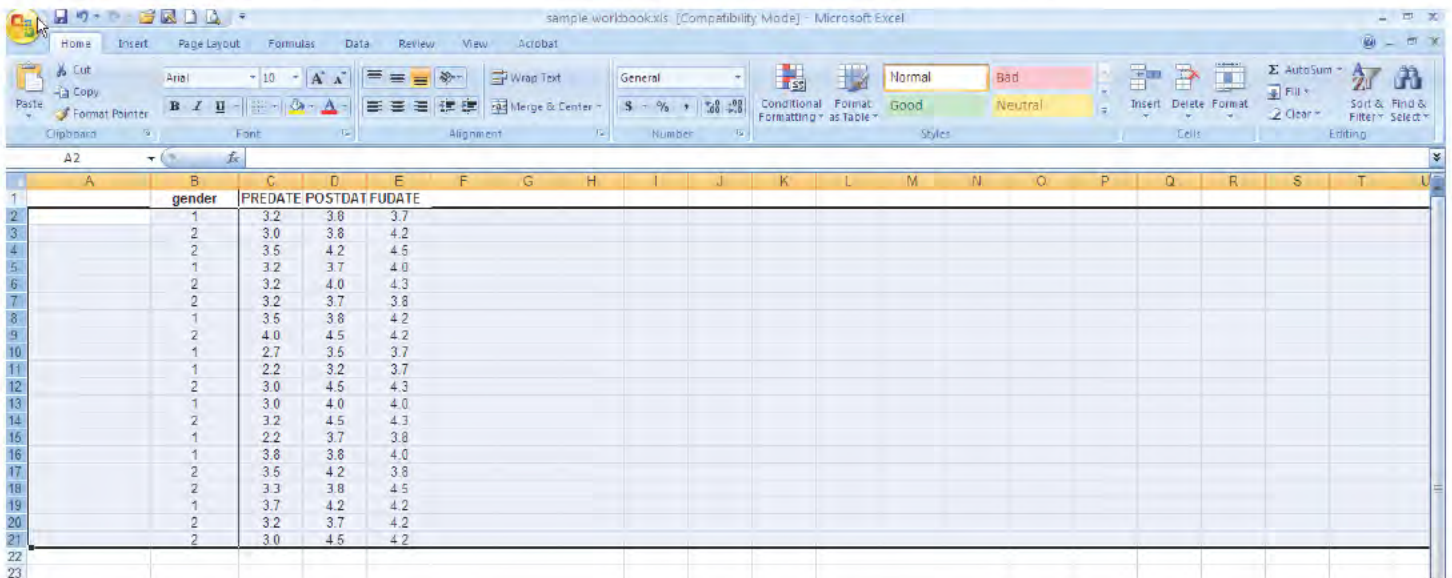 sample workbook.xls [Compatibility Mode] - Microsoft Excel
Home Insert Page Layout Formulas Data Review View Acrobat
Cut
Copy
Format Painter
Paste
Clipboard
Arial 10 A A
B I U A
Font
Wrap Text
Merge & Center
Alignment
General
$ % , .0 .00 .00 .0
Number
Conditional Formatting
Format as Table
Normal Bad
Good Neutral
Styles
Insert Delete Format
Cells
Σ AutoSum
Fill
Clear
Sort & Filter
Find & Select
Editing
A2 fx
A B C D E F G H I J K L M N O P Q R S T U
1 gender PREDATE POSTDAT FUDATE
2 1 3.2 3.8 3.7
3 2 3.0 3.8 4.2
4 2 3.5 4.2 4.5
5 1 3.2 3.7 4.0
6 2 3.2 4.0 4.3
7 2 3.2 3.7 3.8
8 1 3.5 3.8 4.2
9 2 4.0 4.5 4.2
10 1 2.7 3.5 3.7
11 1 2.2 3.2 3.7
12 2 3.0 4.5 4.3
13 1 3.0 4.0 4.0
14 2 3.2 4.5 4.3
15 1 2.2 3.7 3.8
16 1 3.8 3.8 4.0
17 2 3.5 4.2 3.8
18 2 3.3 3.8 4.5
19 1 3.7 4.2 4.2
20 2 3.2 3.7 4.2
21 2 3.0 4.5 4.2
22
23